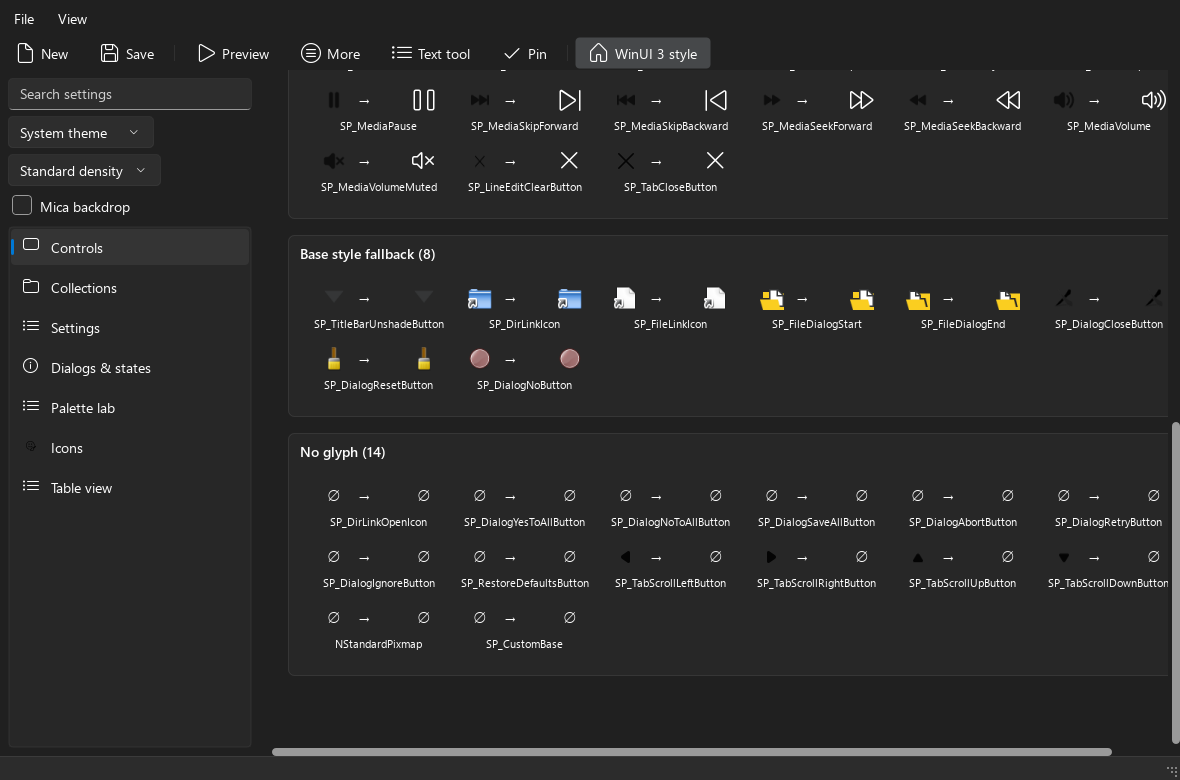 File View
New Save Preview More Text tool Pin WinUI 3 style
Search settings
System theme
Standard density
Mica backdrop
Controls
Collections
Settings
Dialogs & states
Palette lab
Icons
Table view
SP_MediaPause SP_MediaSkipForward SP_MediaSkipBackward SP_MediaSeekForward SP_MediaSeekBackward SP_MediaVolume
SP_MediaVolumeMuted SP_LineEditClearButton SP_TabCloseButton
Base style fallback (8)
SP_TitleBarUnshadeButton SP_DirLinkIcon SP_FileLinkIcon SP_FileDialogStart SP_FileDialogEnd SP_DialogCloseButton
SP_DialogResetButton SP_DialogNoButton
No glyph (14)
SP_DirLinkOpenIcon SP_DialogYesToAllButton SP_DialogNoToAllButton SP_DialogSaveAllButton SP_DialogAbortButton SP_DialogRetryButton
SP_DialogIgnoreButton SP_RestoreDefaultsButton SP_TabScrollLeftButton SP_TabScrollRightButton SP_TabScrollUpButton SP_TabScrollDownButton
NStandardPixmap SP_CustomBase